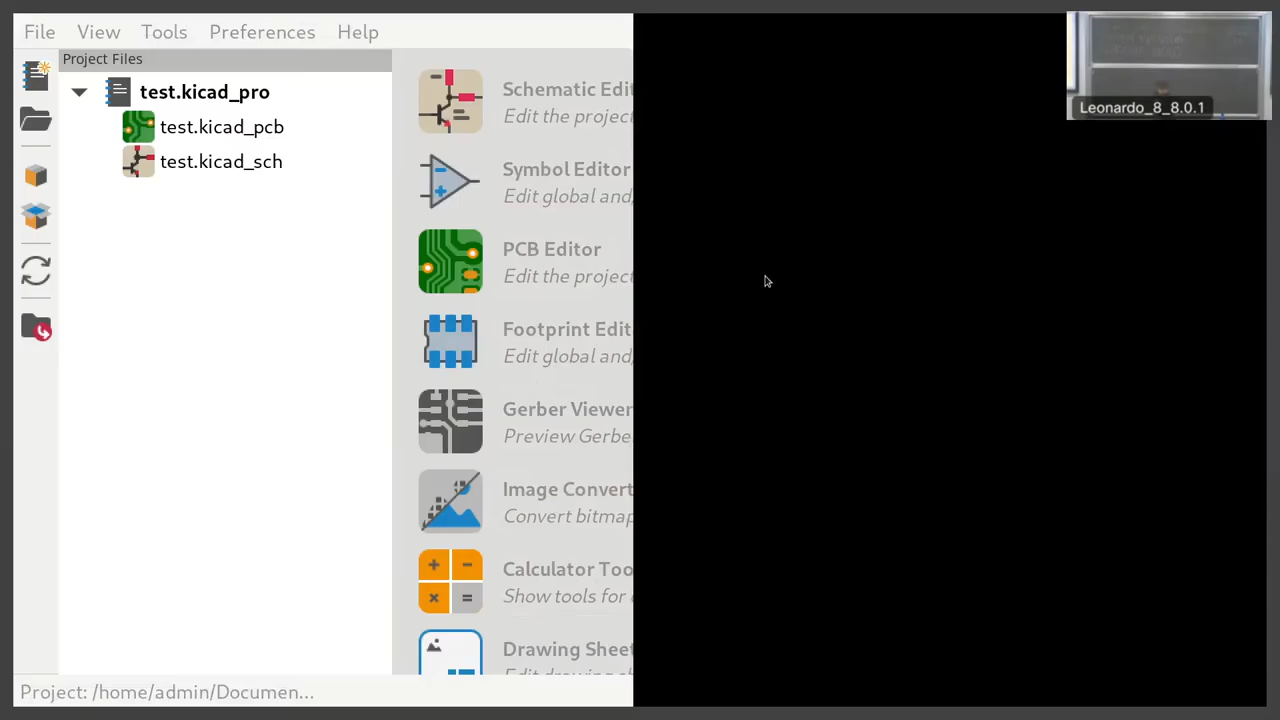 File View Tools Preferences Help
Project Files
test.kicad_pro
test.kicad_pcb
test.kicad_sch
Schematic Edit
Edit the project
Symbol Editor
Edit global and/
PCB Editor
Edit the project
Footprint Edit
Edit global and/
Gerber Viewer
Preview Gerbe
Image Convert
Convert bitmap
Calculator Too
Show tools for
Drawing Sheet
Project: /home/admin/Documen...
Leonardo_8_8.0.1